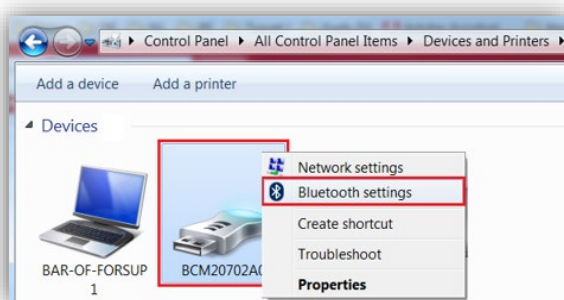 Control Panel ▸ All Control Panel Items ▸ Devices and Printers ▸
Add a device Add a printer
Devices
Network settings
Bluetooth settings
Create shortcut
Troubleshoot
Properties
BAR-OF-FORSUP
1
BCM20702A